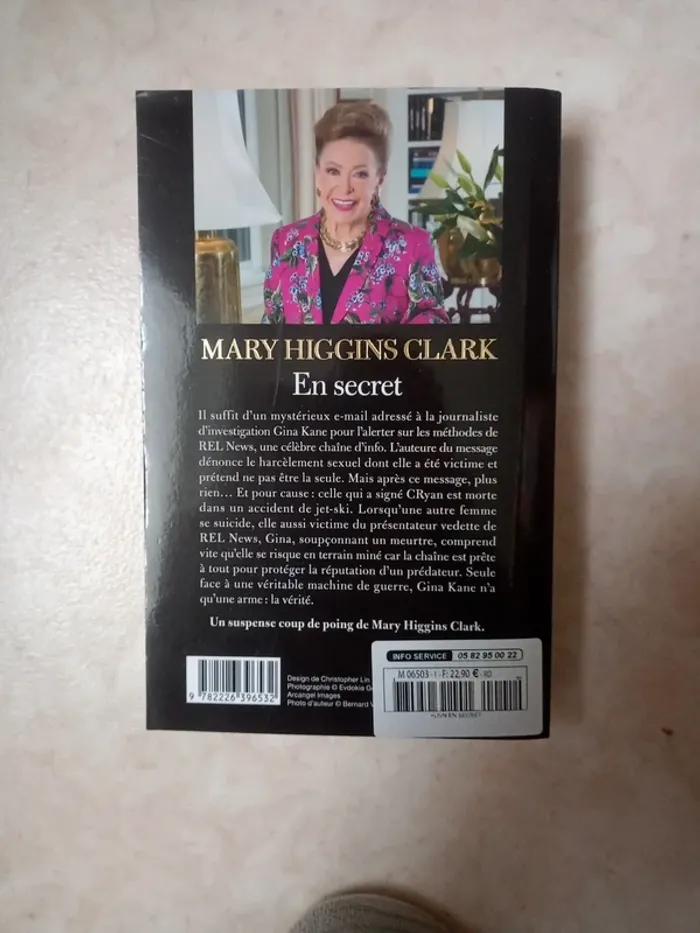 MARY HIGGINS CLARK
En secret
Il suffit d'un mystérieux e-mail adressé à la journaliste
d'investigation Gina Kane pour l'alerter sur les méthodes de
REL News, une célèbre chaîne d'info. L'auteure du message
dénonce le harcèlement sexuel dont elle a été victime et
prétend ne pas être la seule. Mais après ce message, plus
rien... Et pour cause : celle qui a signé CRyan est morte
dans un accident de jet-ski. Lorsqu'une autre femme
se suicide, elle aussi victime du présentateur vedette de
REL News, Gina, soupçonnant un meurtre, comprend
vite qu'elle se risque en terrain miné car la chaîne est prête
à tout pour protéger la réputation d'un prédateur. Seule
face à une véritable machine de guerre, Gina Kane n'a
qu'une arme : la vérité.
Un suspense coup de poing de Mary Higgins Clark.
INFO SERVICE 05 82 95 00 22
M 06503 - 1 - F: 22,90 € - RD
9 782226 396532
Design de Christopher Lin
Photographie © Evdokia
Arcangel Images
Photo d'auteur © Bernard
EN SECRET